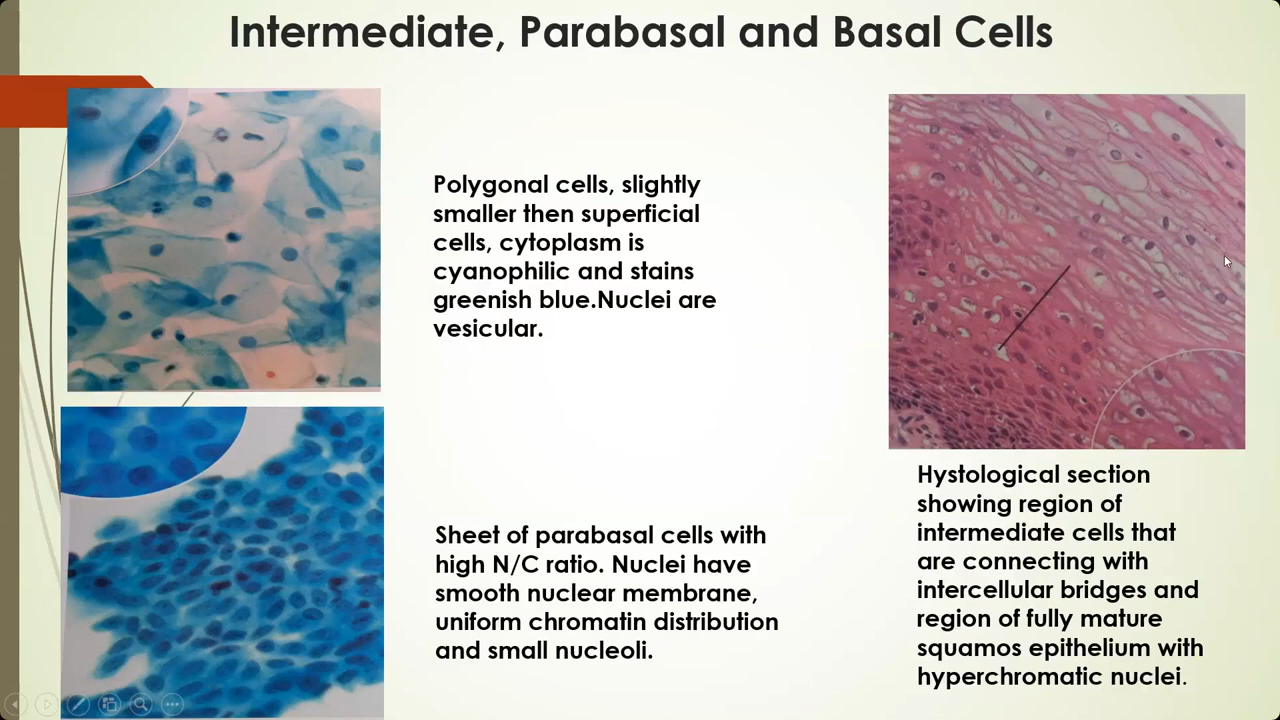 Intermediate, Parabasal and Basal Cells
Polygonal cells, slightly
smaller then superficial
cells, cytoplasm is
cyanophilic and stains
greenish blue.Nuclei are
vesicular.
Sheet of parabasal cells with
high N/C ratio. Nuclei have
smooth nuclear membrane,
uniform chromatin distribution
and small nucleoli.
Hystological section
showing region of
intermediate cells that
are connecting with
intercellular bridges and
region of fully mature
squamos epithelium with
hyperchromatic nuclei.